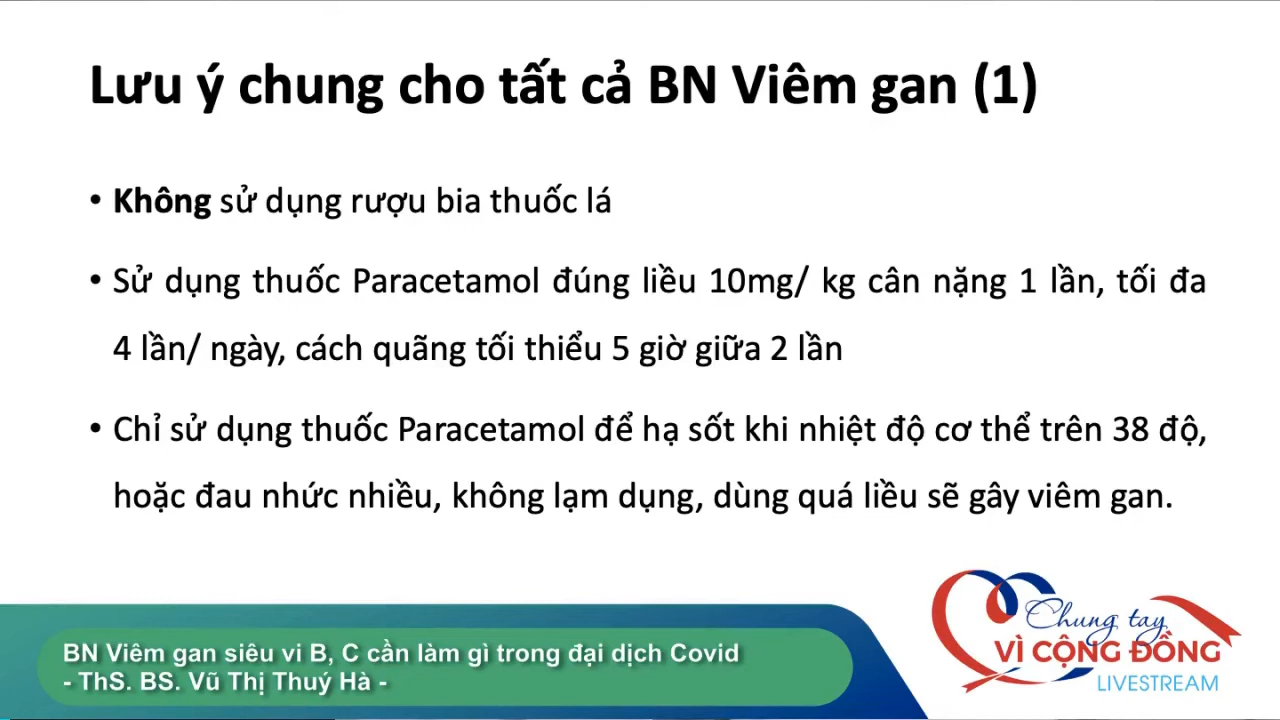 Lưu ý chung cho tất cả BN Viêm gan (1)
• Không sử dụng rượu bia thuốc lá
• Sử dụng thuốc Paracetamol đúng liều 10mg/ kg cân nặng 1 lần, tối đa
4 lần/ ngày, cách quãng tối thiểu 5 giờ giữa 2 lần
• Chỉ sử dụng thuốc Paracetamol để hạ sốt khi nhiệt độ cơ thể trên 38 độ,
hoặc đau nhức nhiều, không lạm dụng, dùng quá liều sẽ gây viêm gan.
BN Viêm gan siêu vi B, C cần làm gì trong đại dịch Covid
- ThS. BS. Vũ Thị Thuý Hà -
Chung tay
VÌ CỘNG ĐỒNG
LIVESTREAM